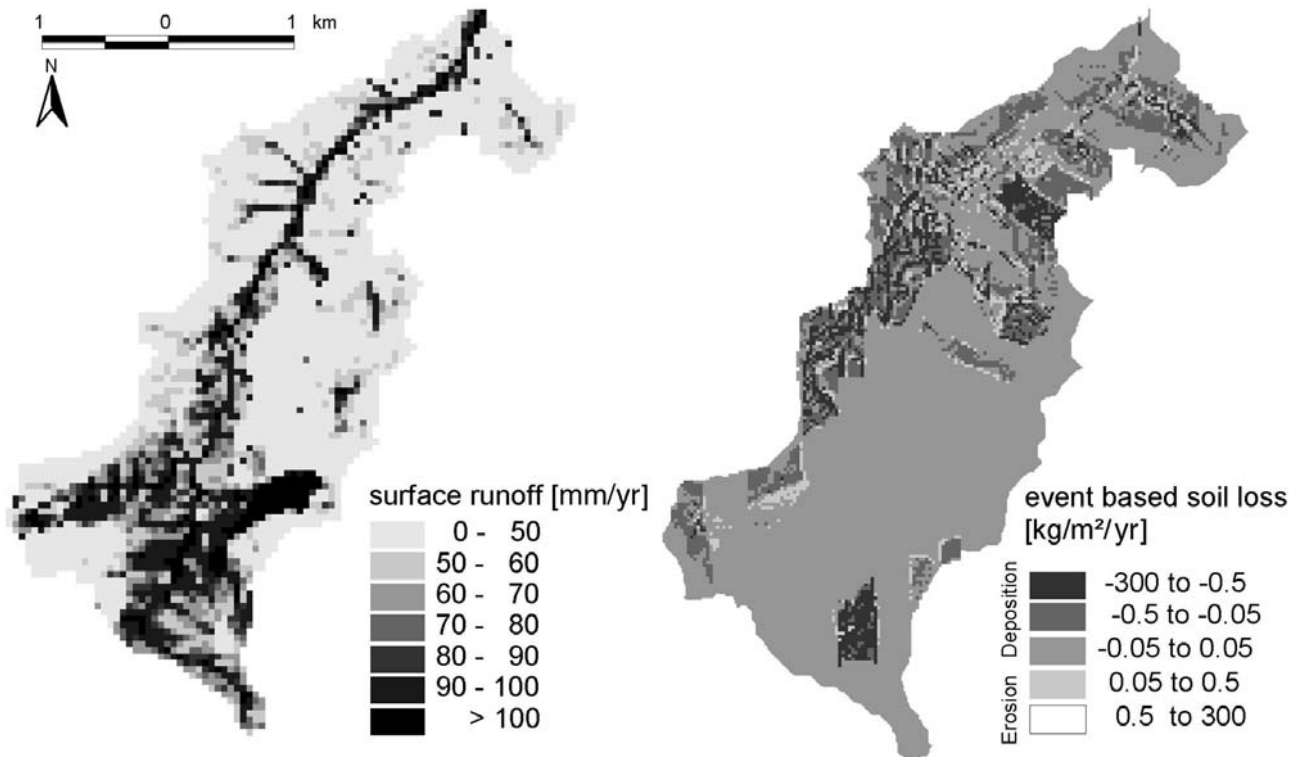 1 0 1 km
N
surface runoff [mm/yr]
0 - 50
50 - 60
60 - 70
70 - 80
80 - 90
90 - 100
> 100
event based soil loss
[kg/m²/yr]
Deposition
Erosion
-300 to -0.5
-0.5 to -0.05
-0.05 to 0.05
0.05 to 0.5
0.5 to 300